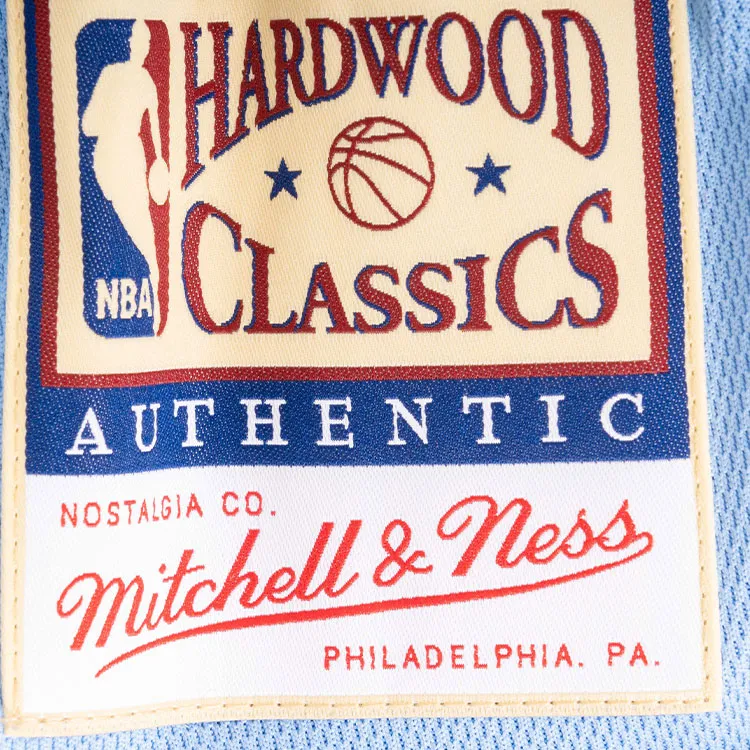 HARDWOOD
CLASSICS
NBA
AUTHENTIC
NOSTALGIA CO.
Mitchell & Ness
PHILADELPHIA. PA.